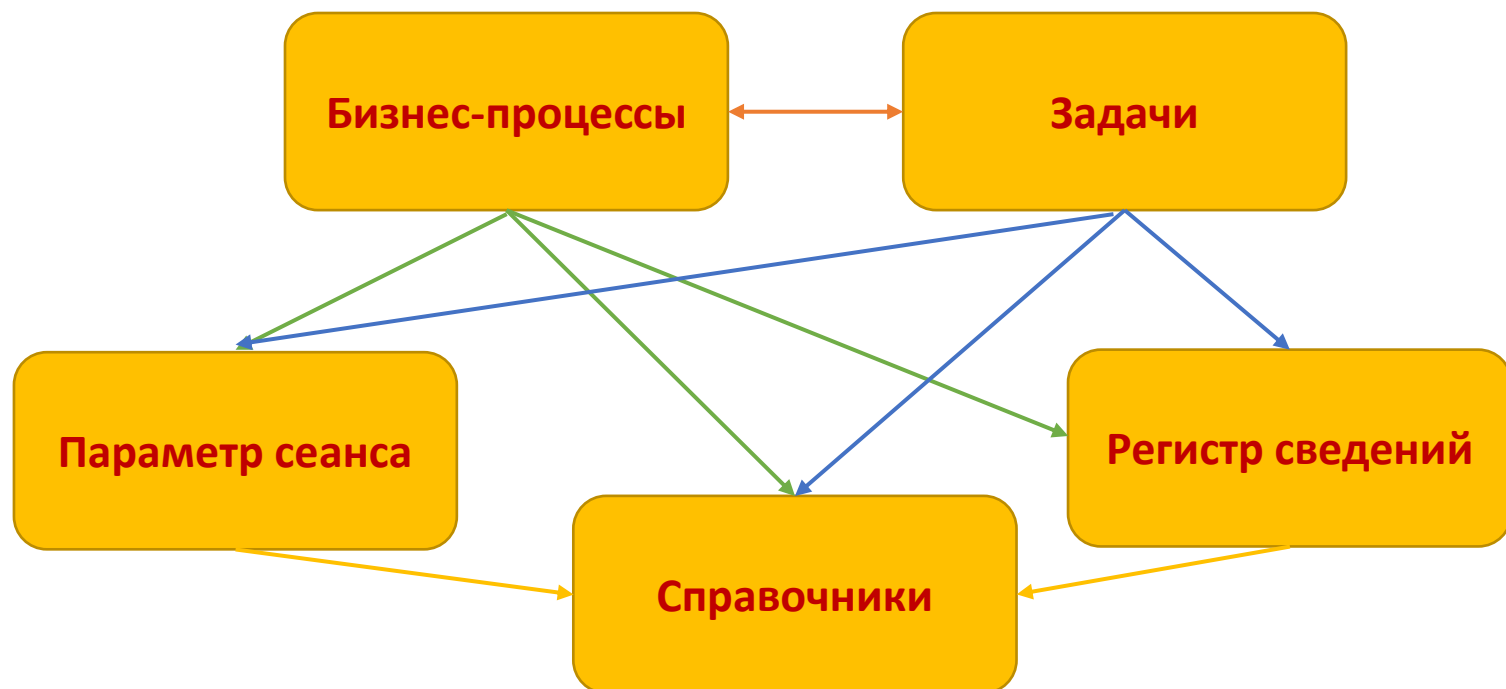 Бизнес-процессы
Задачи
Параметр сеанса
Регистр сведений
Справочники